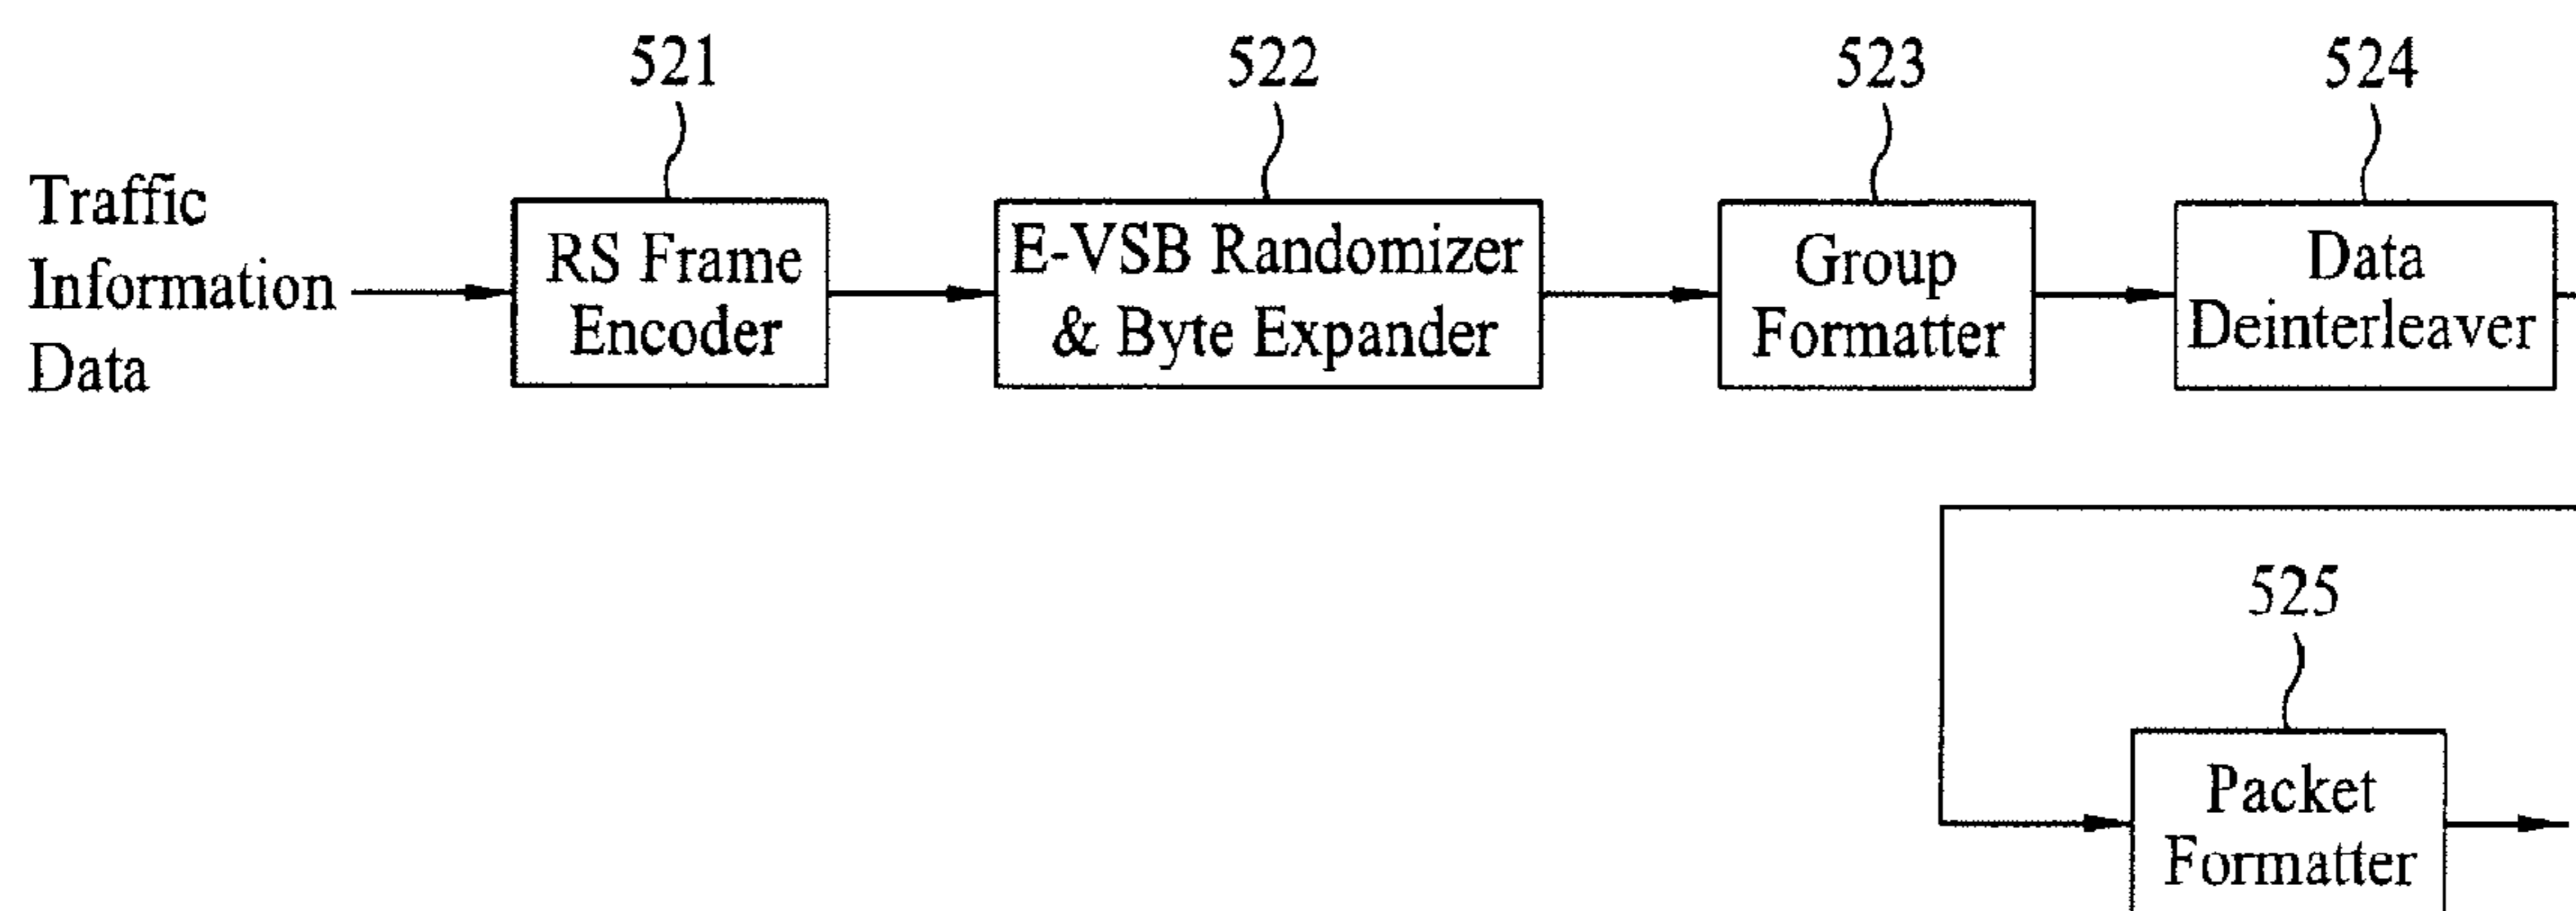 521
522
523
524
Traffic
Information
Data
RS Frame
Encoder
E-VSB Randomizer
& Byte Expander
Group
Formatter
Data
Deinterleaver
525
Packet
Formatter